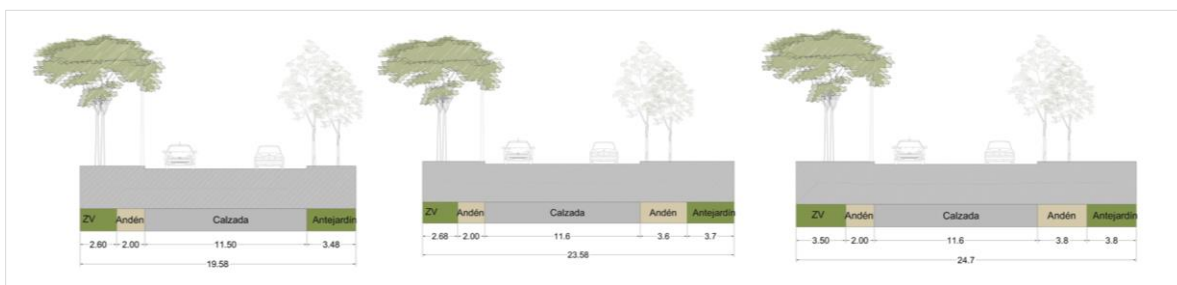 ZV Andén Calzada Antejardín
2.60 2.00 11.50 3.48
19.58
ZV Andén Calzada Andén Antejardín
2.68 2.00 11.6 3.6 3.7
23.58
ZV Andén Calzada Andén Antejardín
3.50 2.00 11.6 3.8 3.8
24.7